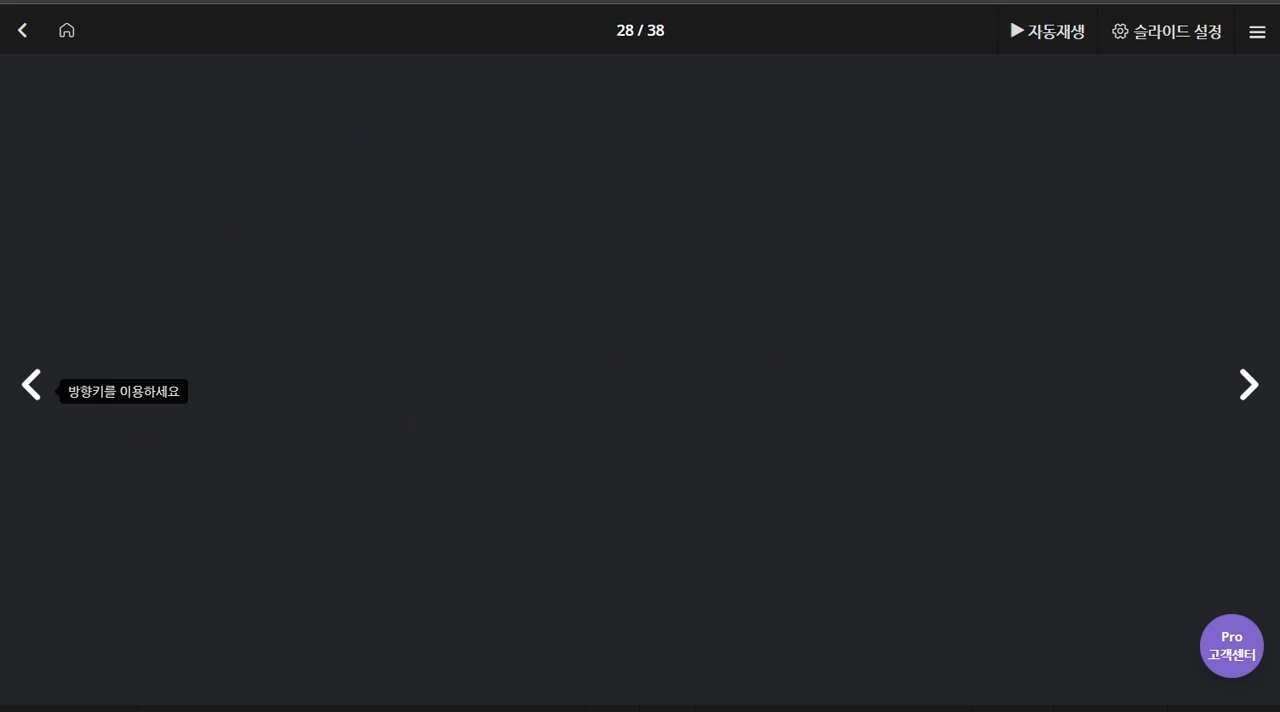 28 / 38
자동재생
슬라이드 설정
방향키를 이용하세요
Pro
고객센터